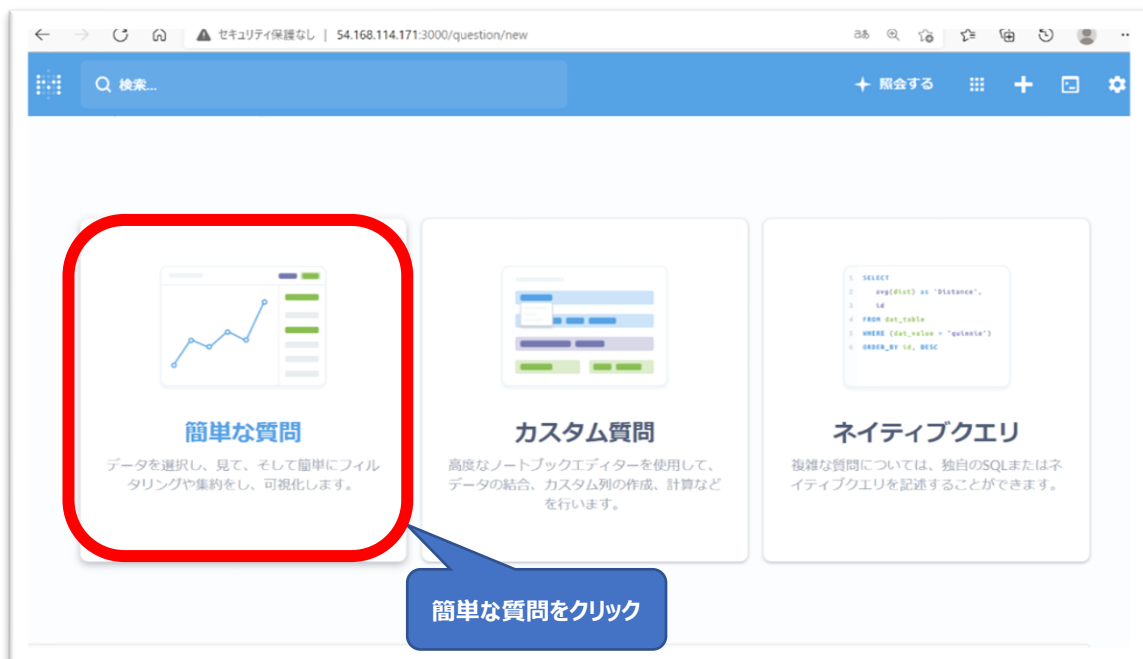 セキュリティ保護なし | 54.168.114.171:3000/question/new
検索...
照会する
簡単な質問
データを選択し、見て、そして簡単にフィル
タリングや集約をし、可視化します。
カスタム質問
高度なノートブックエディターを使用して、
データの結合、カスタム列の作成、計算など
を行います。
1 SELECT
2 avg(dist) as 'Distance',
3 id
4 FROM dat_table
5 WHERE (dat_value = 'quinnie')
6 ORDER_BY id, DESC
ネイティブクエリ
複雑な質問については、独自のSQLまたはネ
イティブクエリを記述することができます。
簡単な質問をクリック